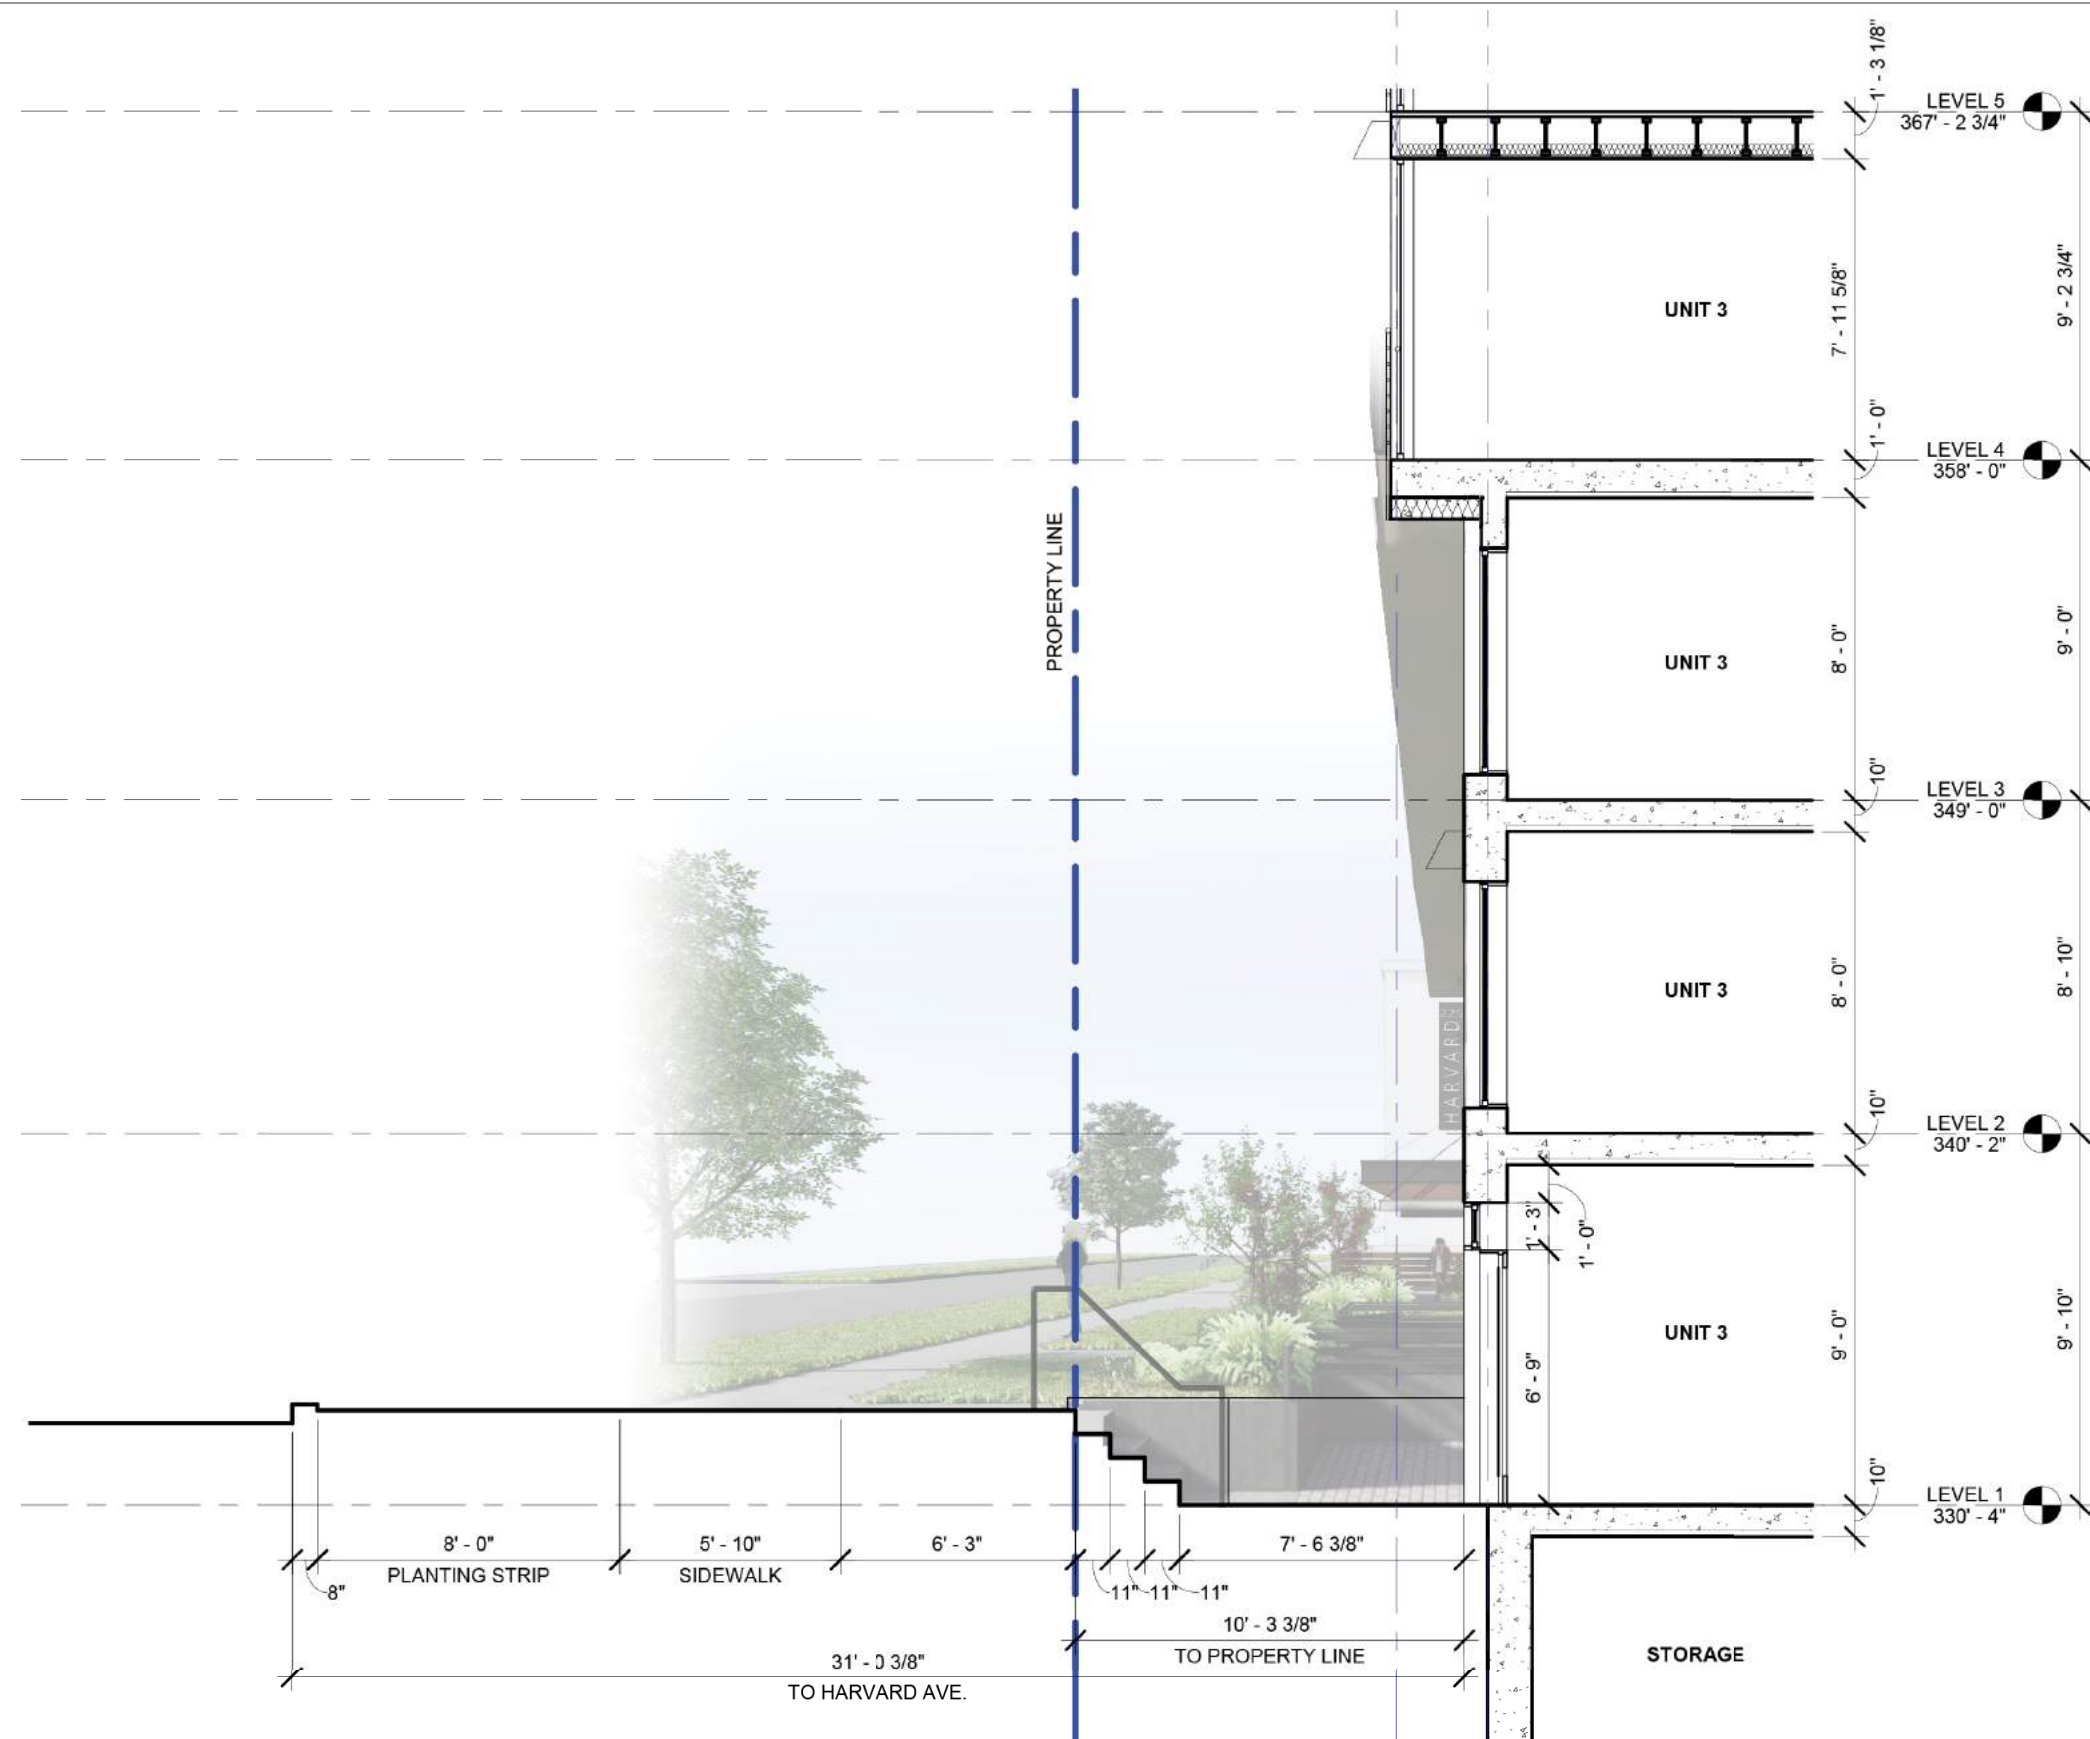 1' - 3 1/8"
LEVEL 5
367' - 2 3/4"
UNIT 3
7' - 11 5/8"
9' - 2 3/4"
1' - 0"
LEVEL 4
358' - 0"
PROPERTY LINE
UNIT 3
8' - 0"
9' - 0"
10"
LEVEL 3
349' - 0"
HARVARD
UNIT 3
8' - 0"
8' - 10"
10"
LEVEL 2
340' - 2"
1' - 3"
1' - 0"
UNIT 3
6' - 9"
9' - 0"
9' - 10"
10"
LEVEL 1
330' - 4"
8' - 0"
5' - 10"
6' - 3"
7' - 6 3/8"
PLANTING STRIP
SIDEWALK
8"
11"
11"
11"
10' - 3 3/8"
TO PROPERTY LINE
STORAGE
31' - 0 3/8"
TO HARVARD AVE.